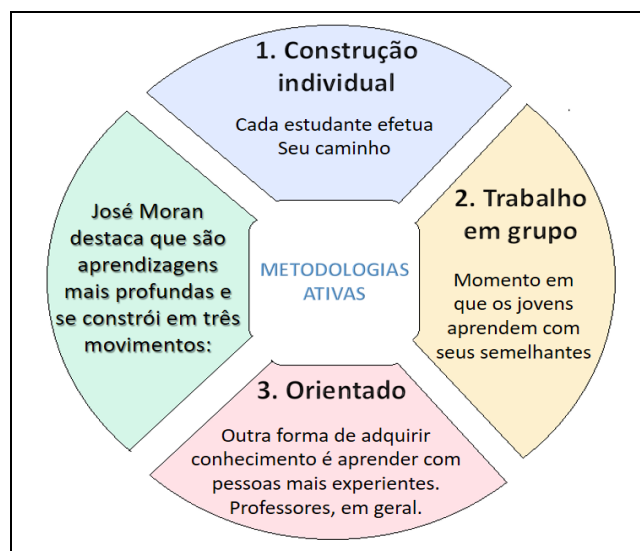 1. Construção
individual
Cada estudante efetua
Seu caminho
José Moran
destaca que são
aprendizagens
mais profundas e
se constrói em três
movimentos:
METODOLOGIAS
ATIVAS
2. Trabalho
em grupo
Momento em
que os jovens
aprendem com
seus semelhantes
3. Orientado
Outra forma de adquirir
conhecimento é aprender com
pessoas mais experientes.
Professores, em geral.